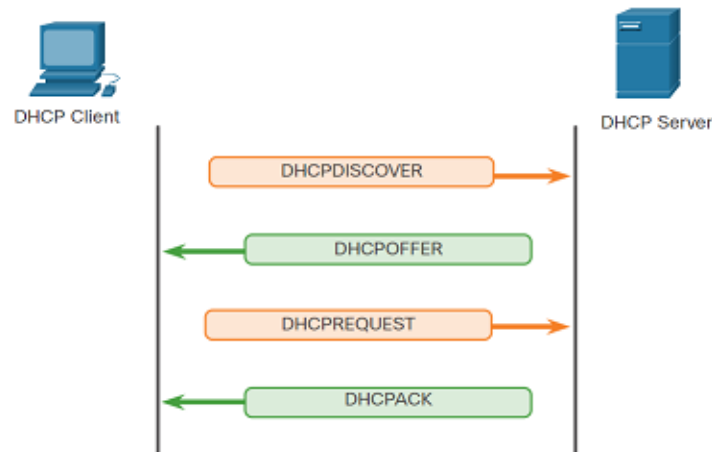 DHCP Client
DHCP Server
DHCPDISCOVER
DHCPOFFER
DHCPREQUEST
DHCPACK